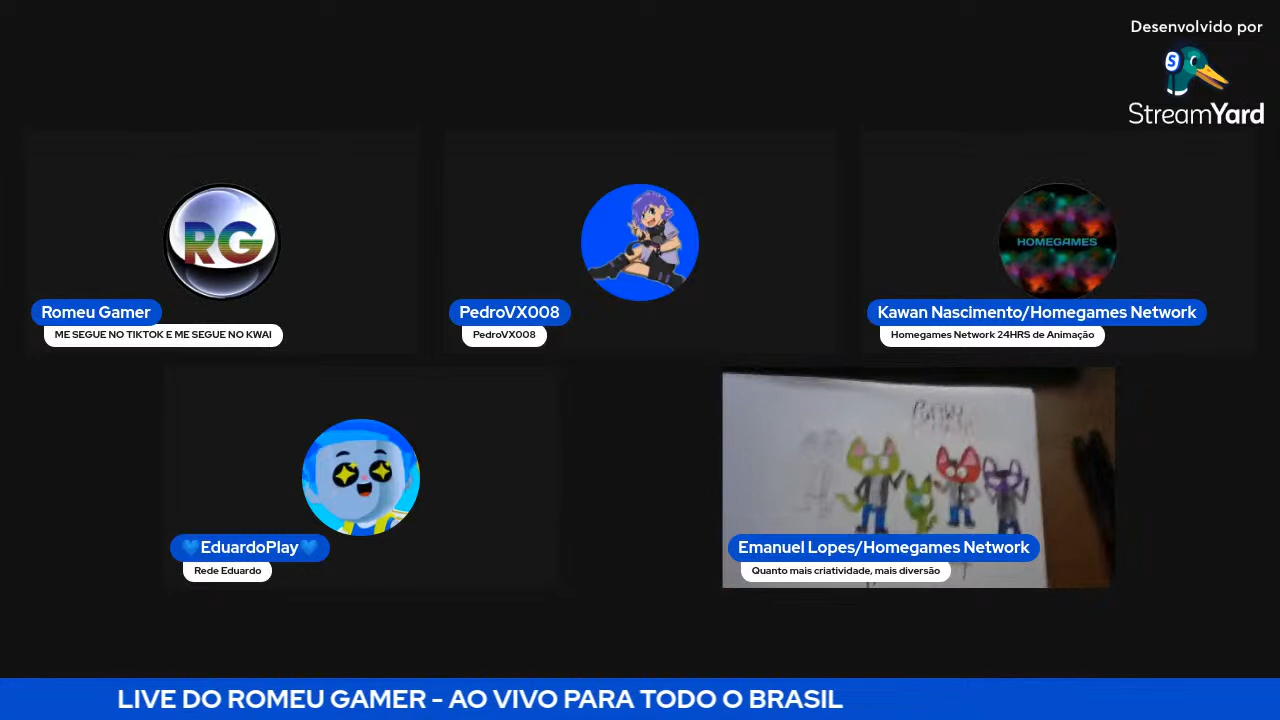 Desenvolvido por
StreamYard
RG
Romeu Gamer
ME SEGUE NO TIKTOK E ME SEGUE NO KWAI
PedroVX008
PedroVX008
HOMEGAMES
Kawan Nascimento/Homegames Network
Homegames Network 24HRS de Animação
💙EduardoPlay💙
Rede Eduardo
Emanuel Lopes/Homegames Network
Quanto mais criatividade, mais diversão
LIVE DO ROMEU GAMER - AO VIVO PARA TODO O BRASIL